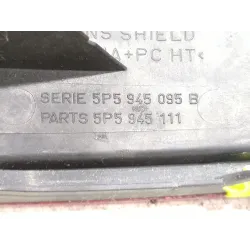 NS SHIELD
A+PC HT<
SERIE 5P5 945 095 B
PARTS 5P5 945 111